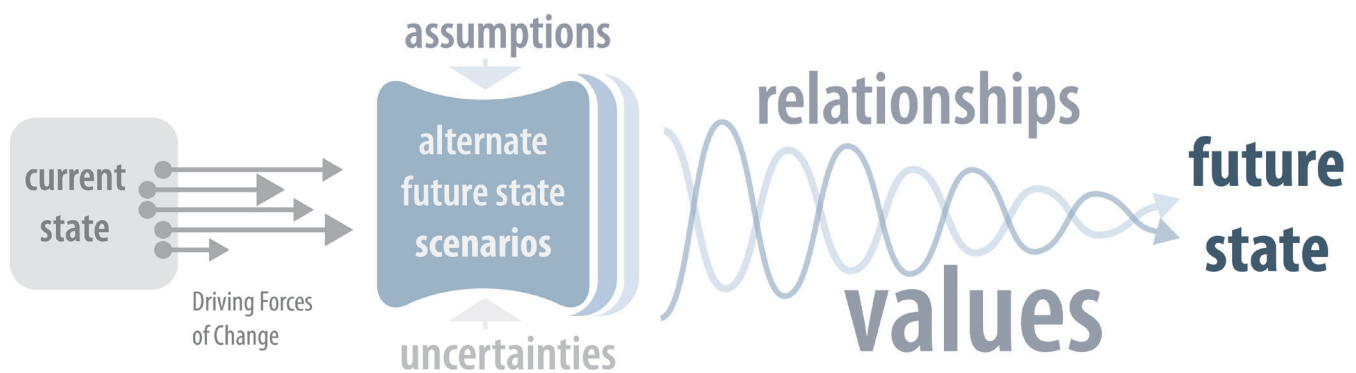 current
state
Driving Forces
of Change
assumptions
alternate
future state
scenarios
uncertainties
relationships
values
future
state